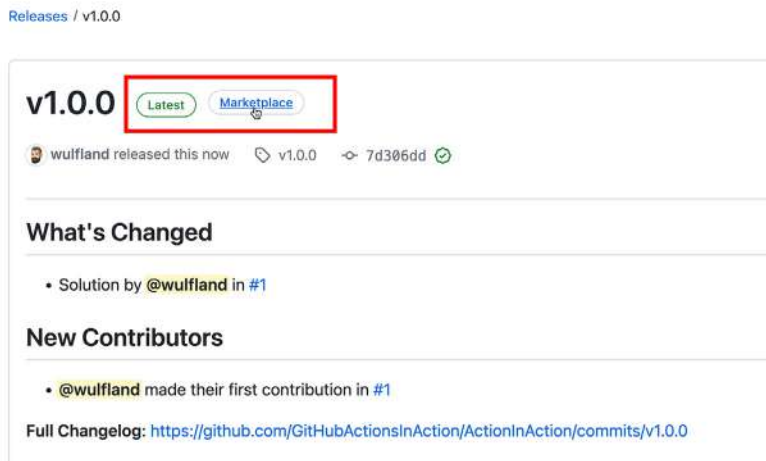 Releases / v1.0.0
v1.0.0 Latest Marketplace
wulfland released this now v1.0.0 7d306dd
What's Changed
• Solution by @wulfland in #1
New Contributors
• @wulfland made their first contribution in #1
Full Changelog: https://github.com/GitHubActionsInAction/ActionInAction/commits/v1.0.0